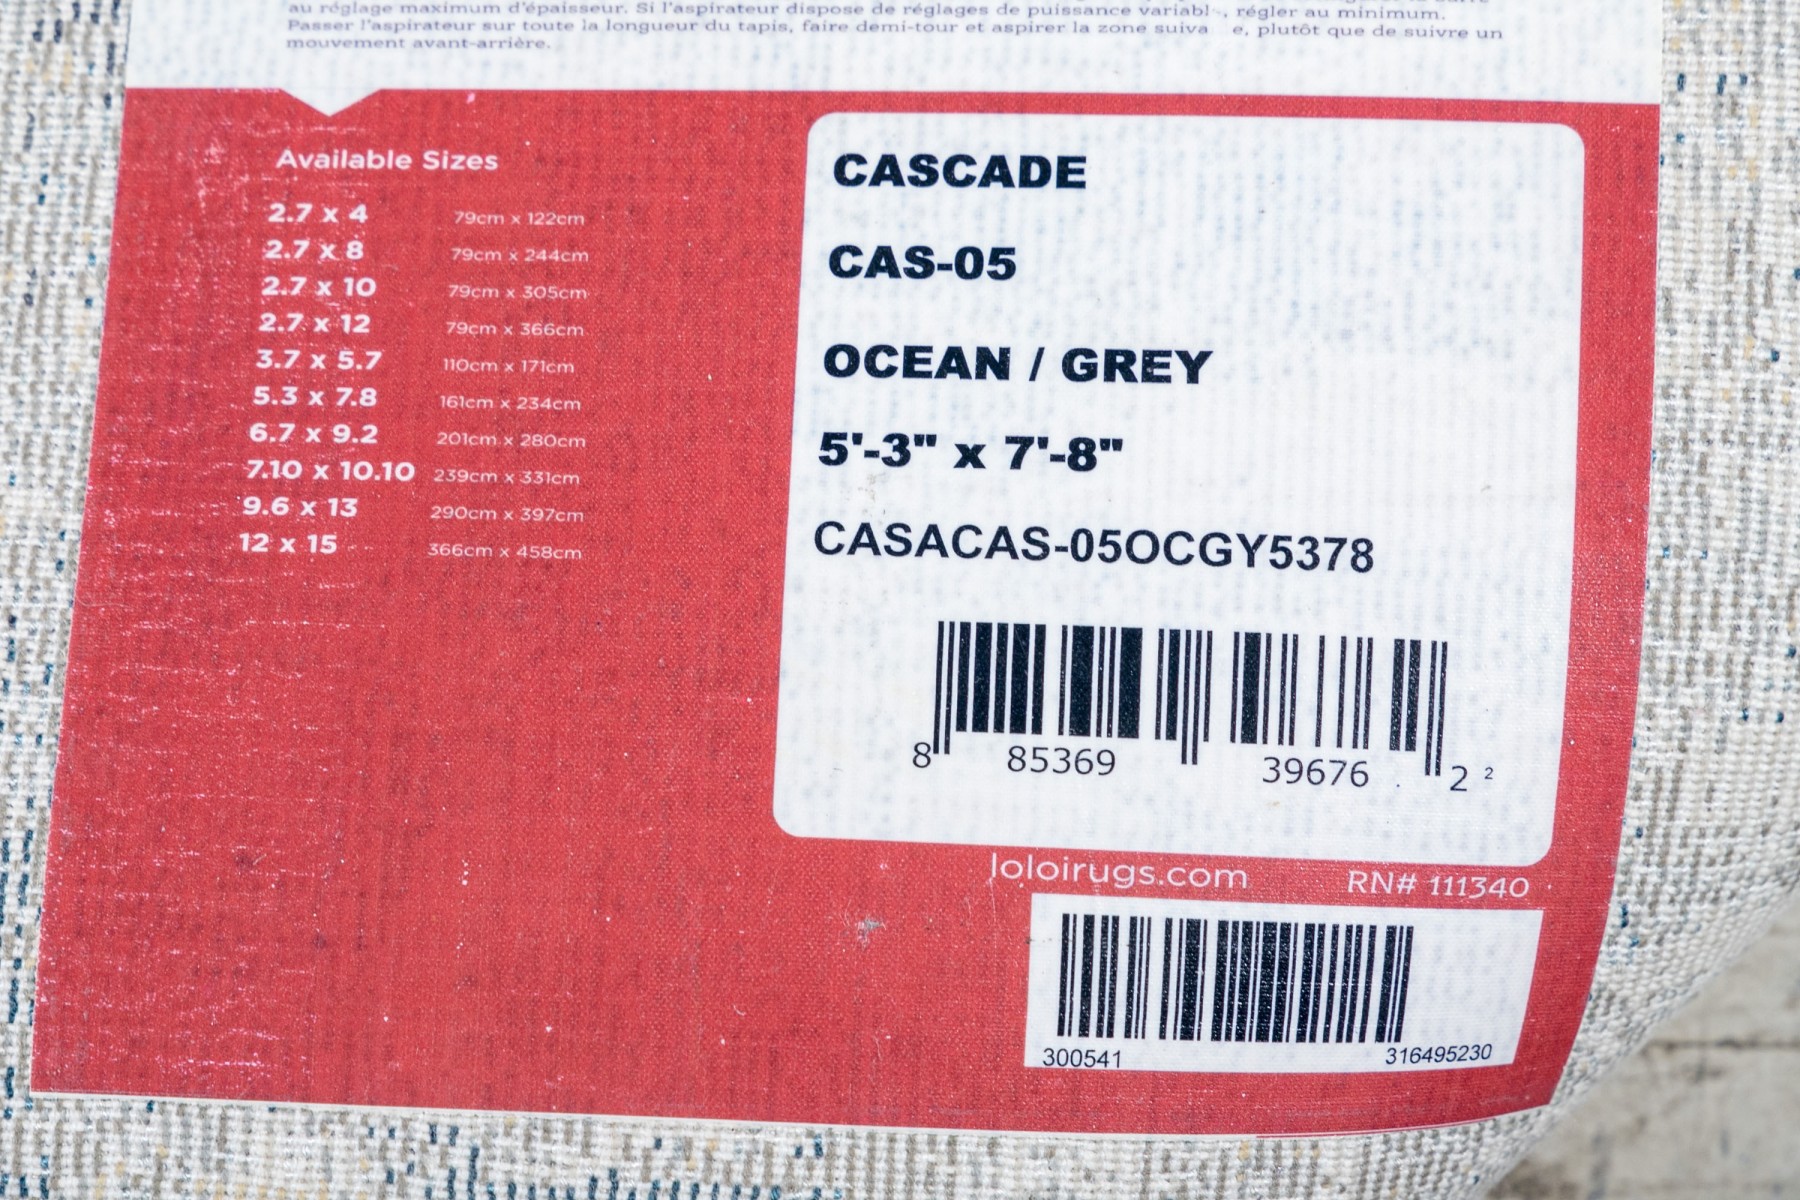 au réglage maximum d'épaisseur. Si l'aspirateur dispose de réglages de puissance variabl , régler au minimum.
Passer l'aspirateur sur toute la longueur du tapis, faire demi-tour et aspirer la zone suiva e, plutôt que de suivre un
mouvement avant-arrière.
Available Sizes
2.7 x 4 79cm x 122cm
2.7 x 8 79cm x 244cm
2.7 x 10 79cm x 305cm
2.7 x 12 79cm x 366cm
3.7 x 5.7 110cm x 171cm
5.3 x 7.8 161cm x 234cm
6.7 x 9.2 201cm x 280cm
7.10 x 10.10 239cm x 331cm
9.6 x 13 290cm x 397cm
12 x 15 366cm x 458cm
CASCADE
CAS-05
OCEAN / GREY
5'-3" x 7'-8"
CASACAS-05OCGY5378
8 85369 39676 2 2
loloirugs.com RN# 111340
300541 316495230